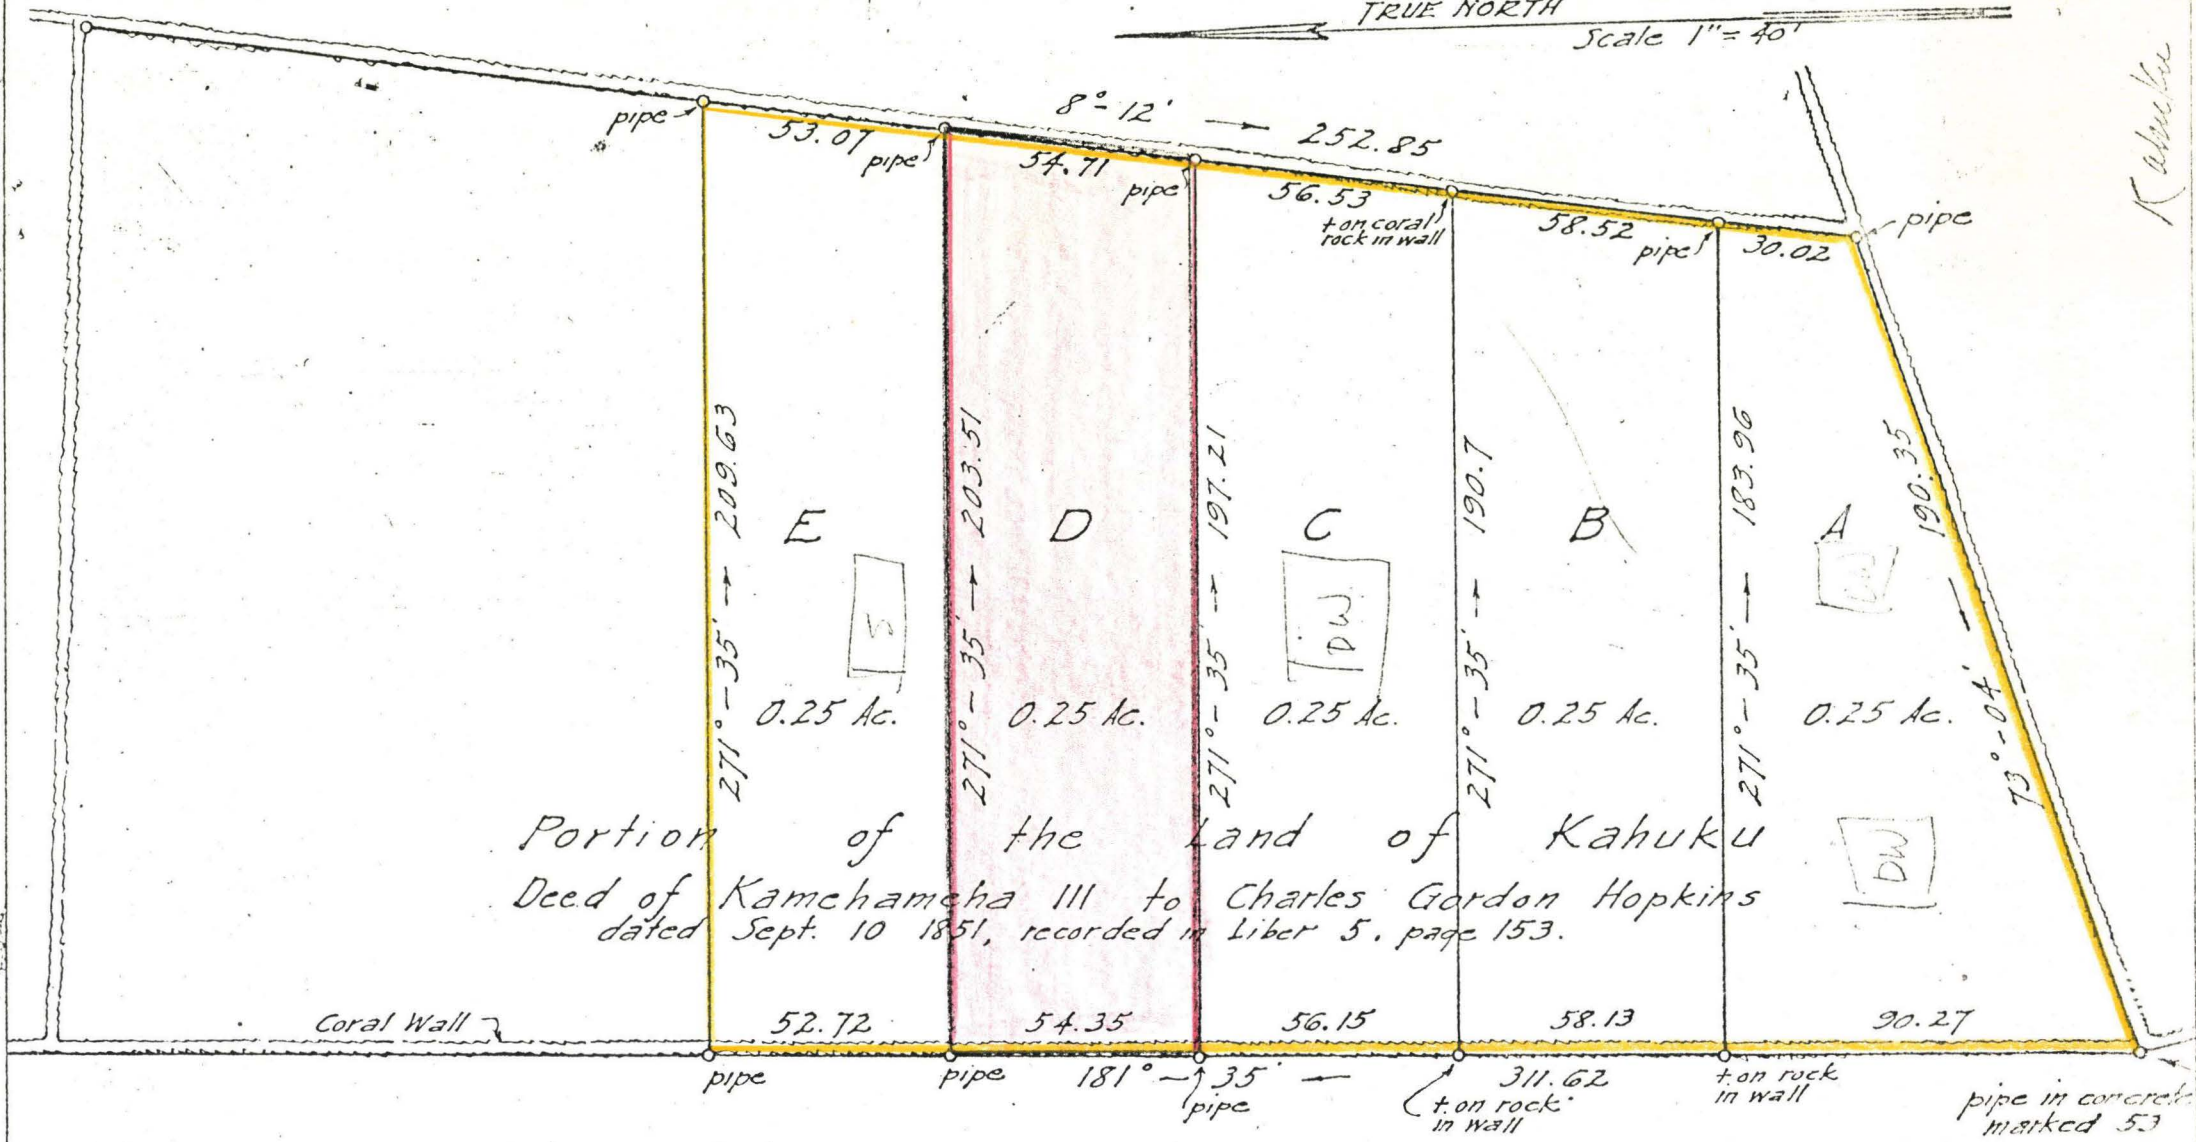 TRUE NORTH
Scale 1"= 40'
Kahuku
8°- 12' → 252.85
pipe
53.07
pipe
54.71
pipe
56.53
+ on coral
rock in wall
58.52
pipe
30.02
pipe
271°-35' → 209.63
271°-35' → 203.51
271°-35' → 197.21
271°-35' → 190.7
271°-35' → 183.96
73°-04' 190.35
E
D
C
B
A
S
DW
0.25 Ac.
0.25 Ac.
0.25 Ac.
0.25 Ac.
0.25 Ac.
Portion of the Land of Kahuku
DW
Deed of Kamehameha III to Charles Gordon Hopkins
dated Sept. 10 1851, recorded in Liber 5, page 153.
Coral Wall
52.72
54.35
56.15
58.13
90.27
pipe
pipe
181°-35'
pipe
311.62
+ on rock
in wall
+ on rock
in wall
pipe in concrete
marked 53